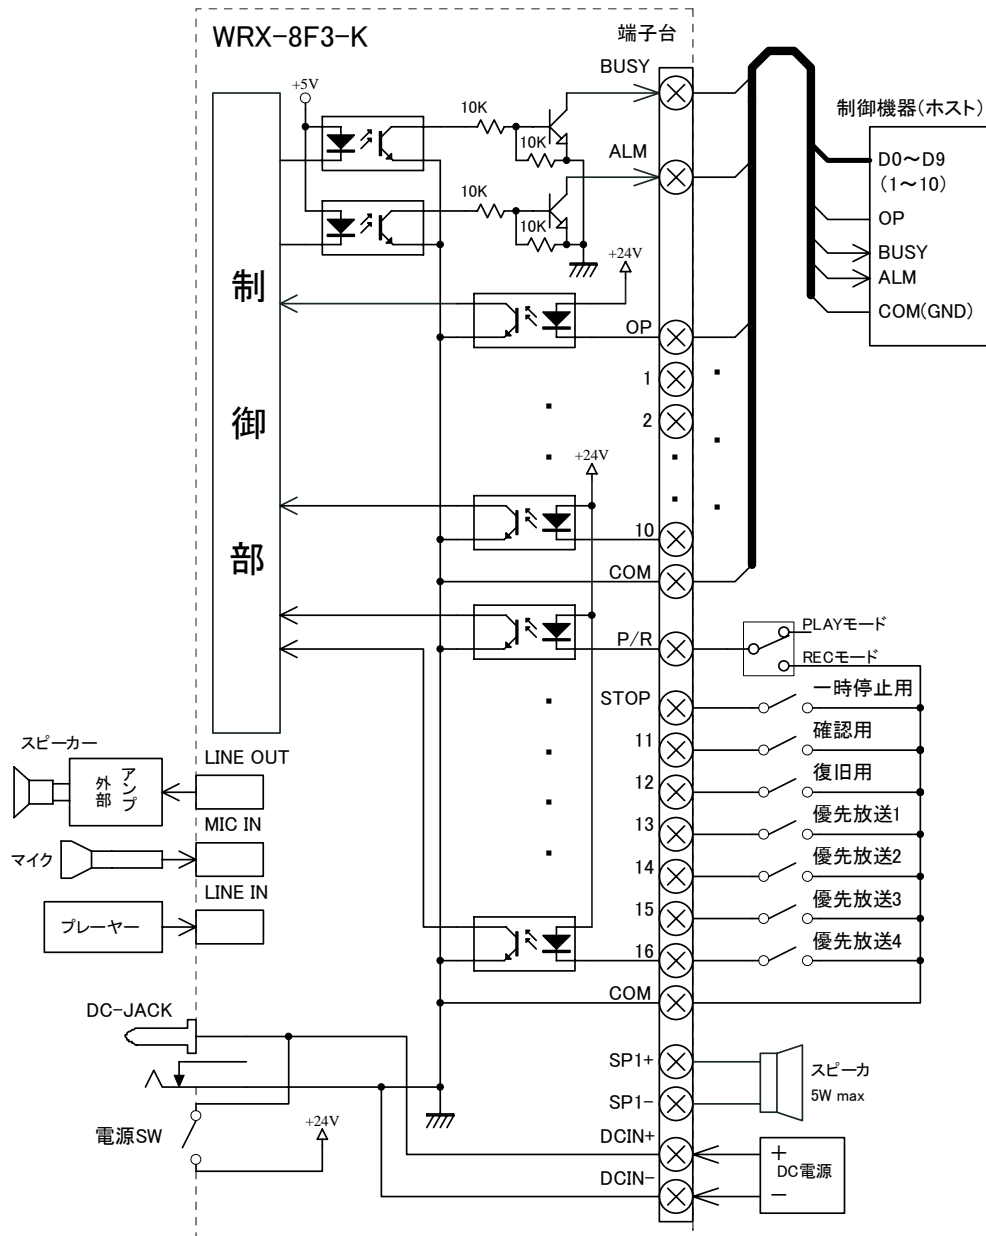 WRX-8F3-K
端子台
BUSY
+5V
10K
10K
ALM
10K
10K
+24V
制御機器(ホスト)
D0～D9
(1～10)
OP
BUSY
ALM
COM(GND)
制御部
OP
1
2
+24V
10
COM
P/R
PLAYモード
RECモード
STOP
一時停止用
11
確認用
12
復旧用
13
優先放送1
14
優先放送2
15
優先放送3
16
優先放送4
COM
スピーカー
外部
アンプ
LINE OUT
MIC IN
マイク
LINE IN
プレーヤー
DC-JACK
電源SW
+24V
SP1+
SP1-
スピーカ
5W max
DCIN+
DCIN-
+
DC電源
-